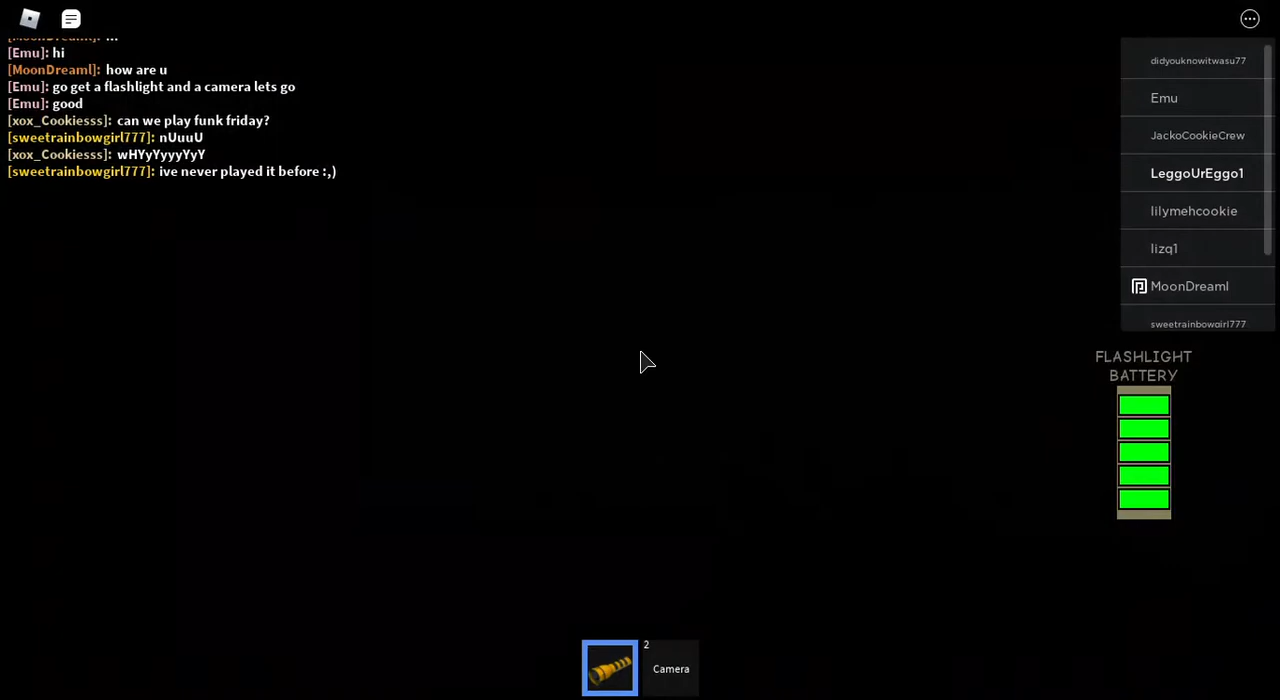 [Emu]: hi
[MoonDreaml]: how are u
[Emu]: go get a flashlight and a camera lets go
[Emu]: good
[xox_Cookiesss]: can we play funk friday?
[sweetrainbowgirl777]: nUuuU
[xox_Cookiesss]: wHYyYyyyYyY
[sweetrainbowgirl777]: ive never played it before :,)
didyouknowitwasu77
Emu
JackoCookieCrew
LeggoUrEggo1
lilymehcookie
lizq1
MoonDreaml
sweetrainbowgirl777
FLASHLIGHT
BATTERY
2
Camera